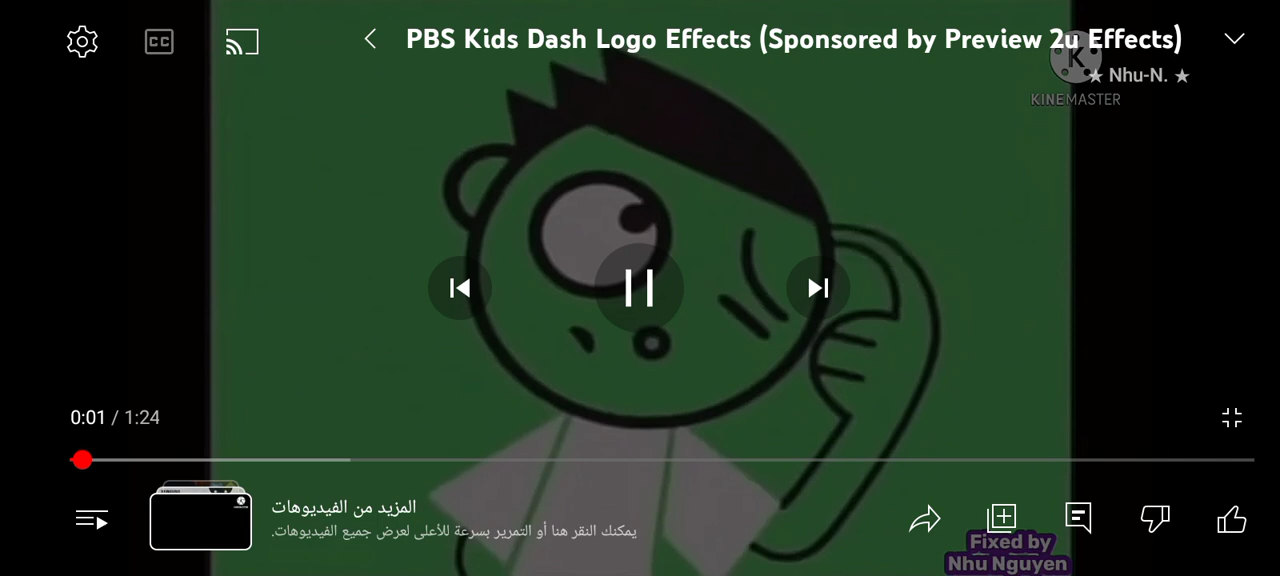 CC
PBS Kids Dash Logo Effects (Sponsored by Preview 2u Effects)
K
★ Nhu-N. ★
KINEMASTER
0:01 / 1:24
المزيد من الفيديوهات
يمكنك النقر هنا أو التمرير بسرعة للأعلى لعرض جميع الفيديوهات.
Fixed by
Nhu Nguyen